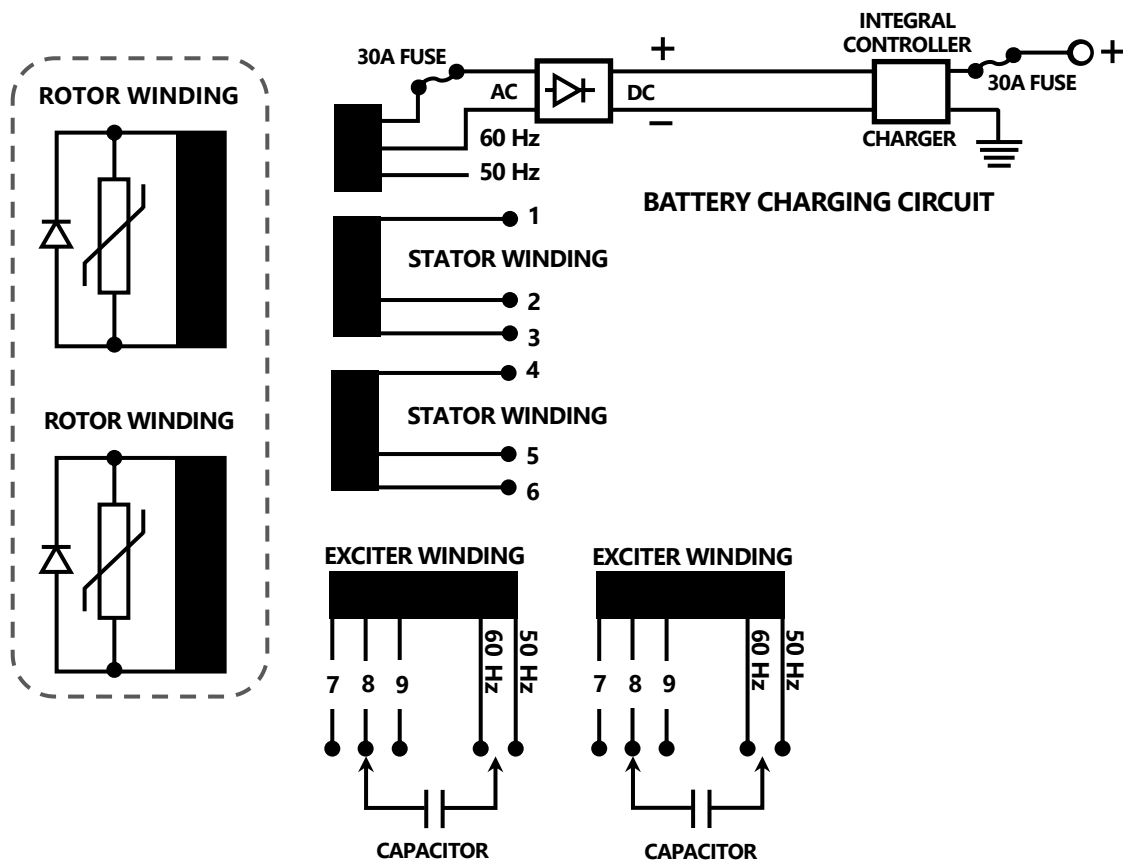 ROTOR WINDING
ROTOR WINDING
30A FUSE
AC
DC
+
−
60 Hz
50 Hz
INTEGRAL
CONTROLLER
CHARGER
30A FUSE
+
BATTERY CHARGING CIRCUIT
1
STATOR WINDING
2
3
4
STATOR WINDING
5
6
EXCITER WINDING
7
8
9
60 Hz
50 Hz
CAPACITOR
EXCITER WINDING
7
8
9
60 Hz
50 Hz
CAPACITOR